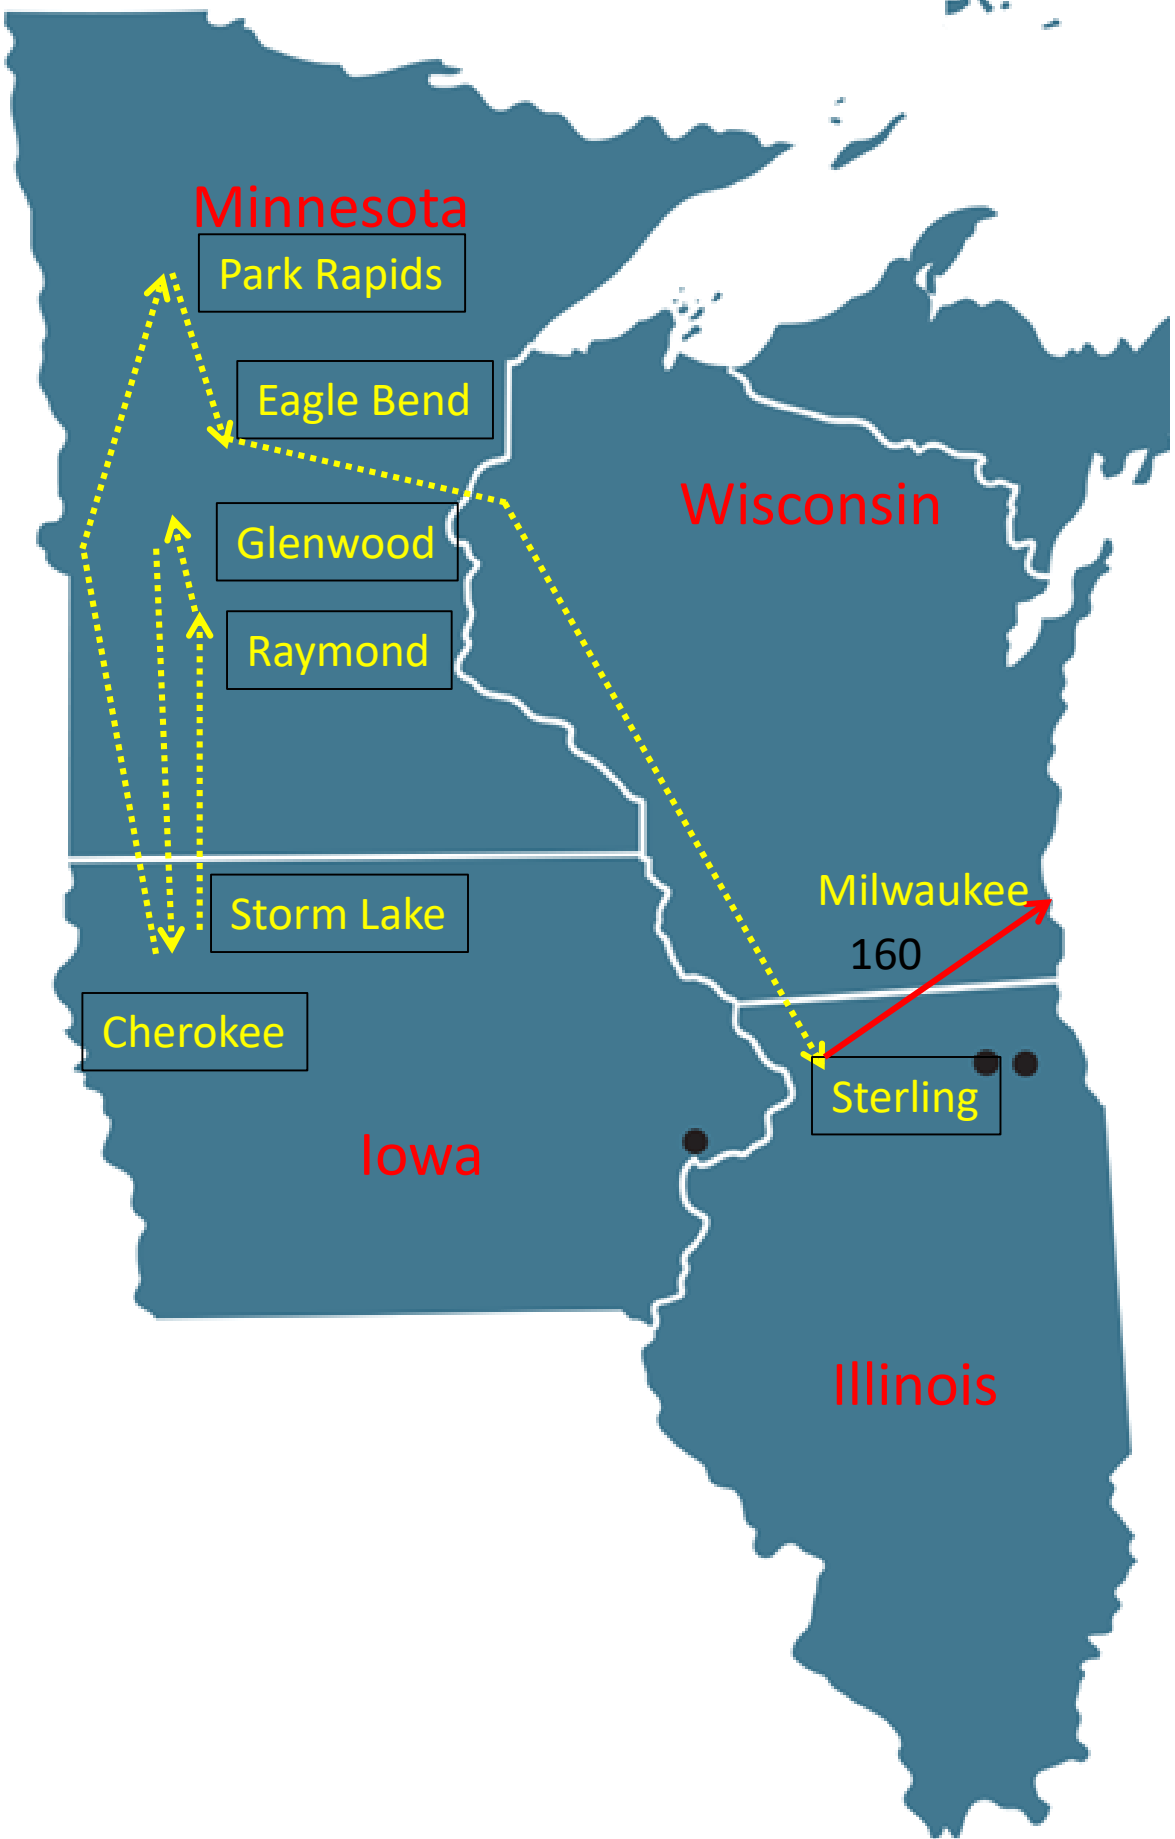 Minnesota
Park Rapids
Eagle Bend
Wisconsin
Glenwood
Raymond
Milwaukee
Storm Lake
160
Cherokee
Sterling
Iowa
Illinois